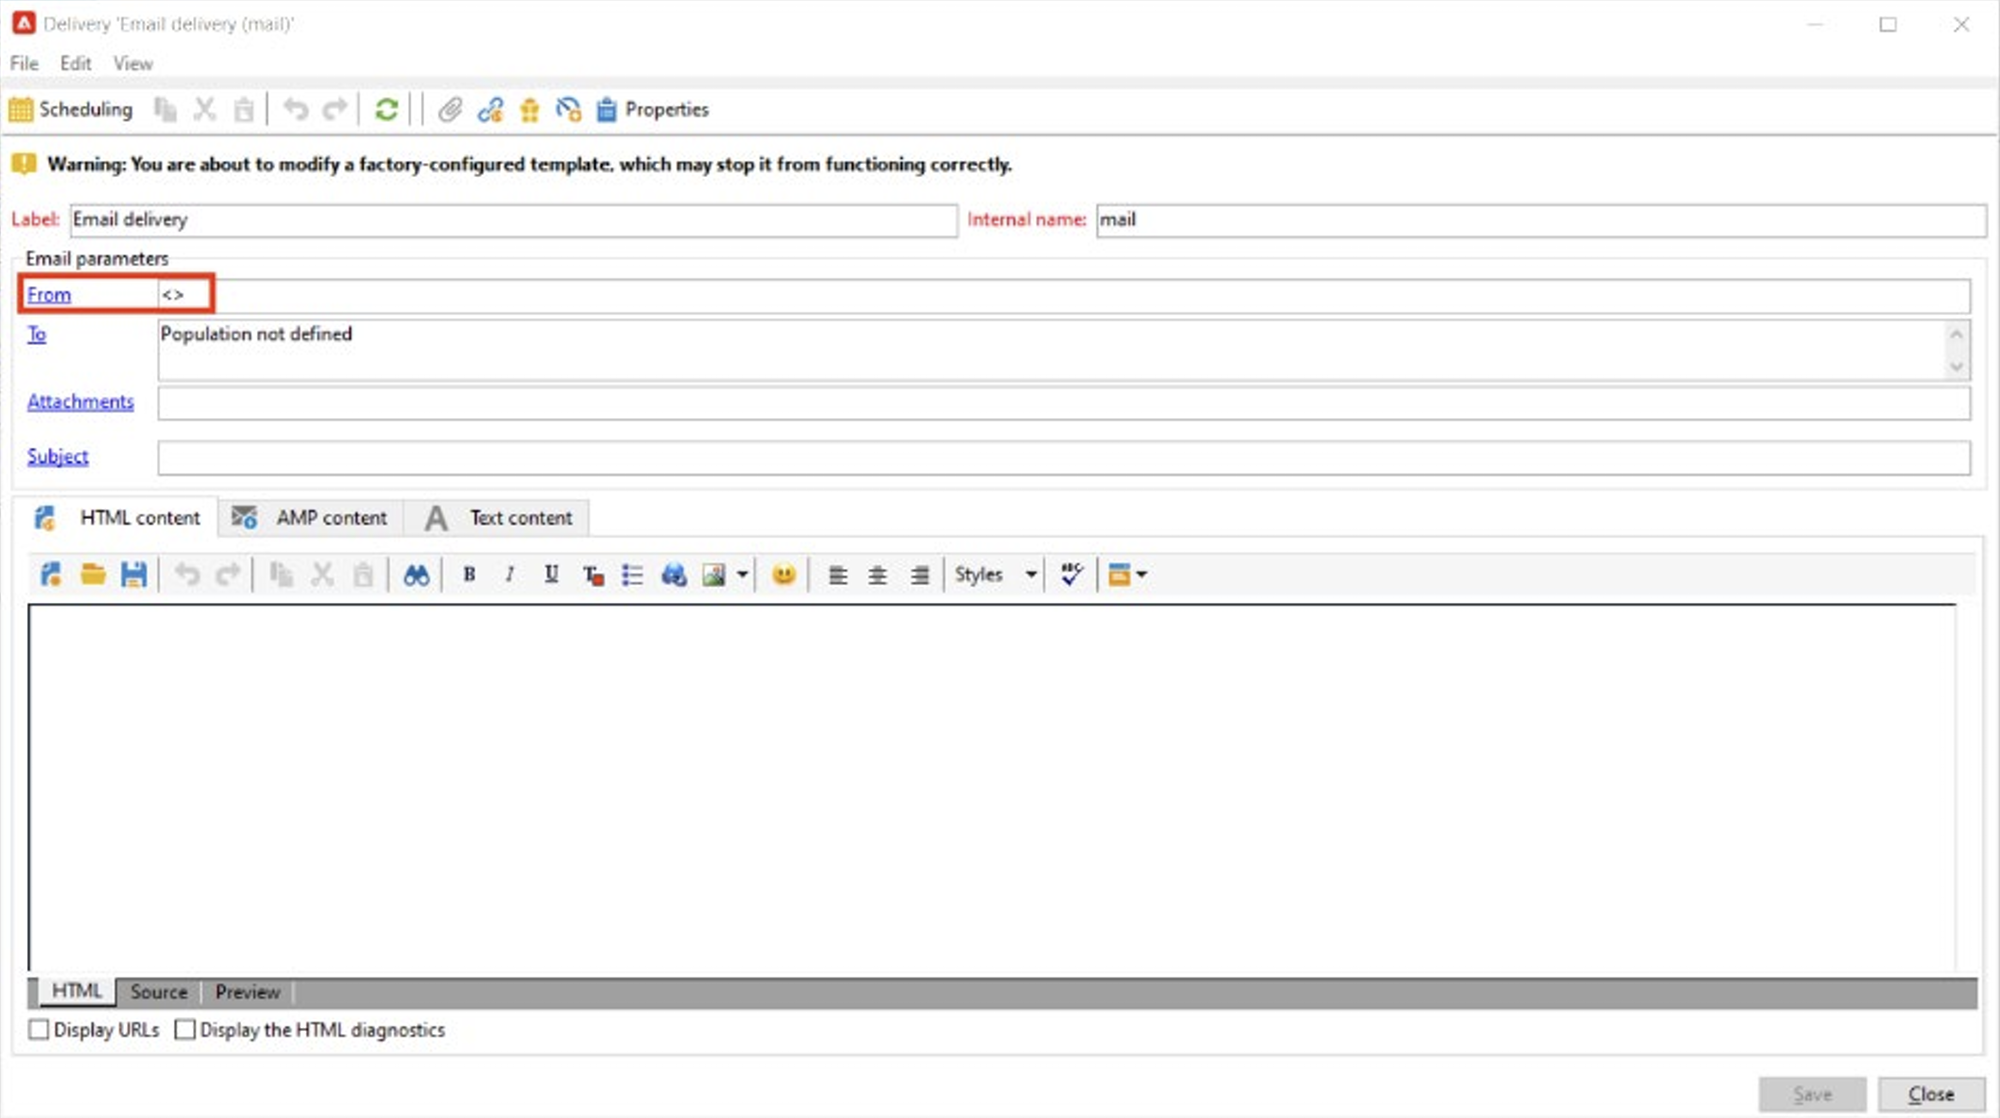 Delivery 'Email delivery (mail)'
File Edit View
Scheduling Properties
Warning: You are about to modify a factory-configured template, which may stop it from functioning correctly.
Label: Email delivery Internal name: mail
Email parameters
From <>
To Population not defined
Attachments
Subject
HTML content AMP content A Text content
B I U T Styles ABC
HTML Source Preview
Display URLs Display the HTML diagnostics
Save Close